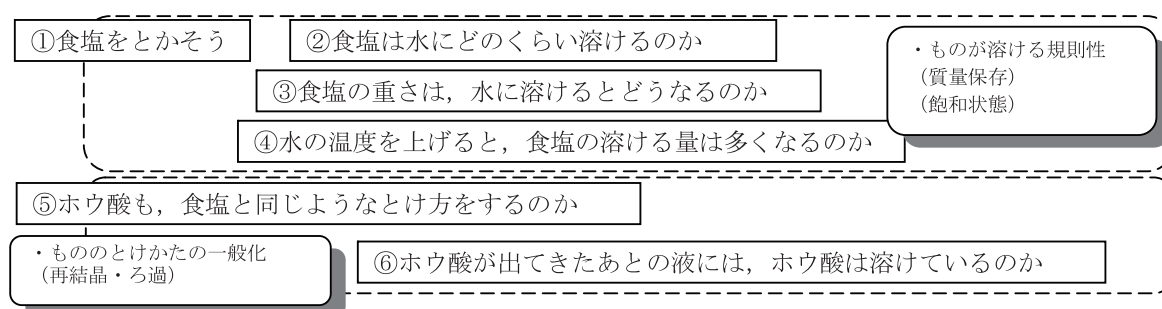 ①食塩をとかそう
②食塩は水にどのくらい溶けるのか
③食塩の重さは，水に溶けるとどうなるのか
④水の温度を上げると，食塩の溶ける量は多くなるのか
・ものが溶ける規則性
（質量保存）
（飽和状態）
⑤ホウ酸も，食塩と同じようなとけ方をするのか
・もののとけかたの一般化
（再結晶・ろ過）
⑥ホウ酸が出てきたあとの液には，ホウ酸は溶けているのか